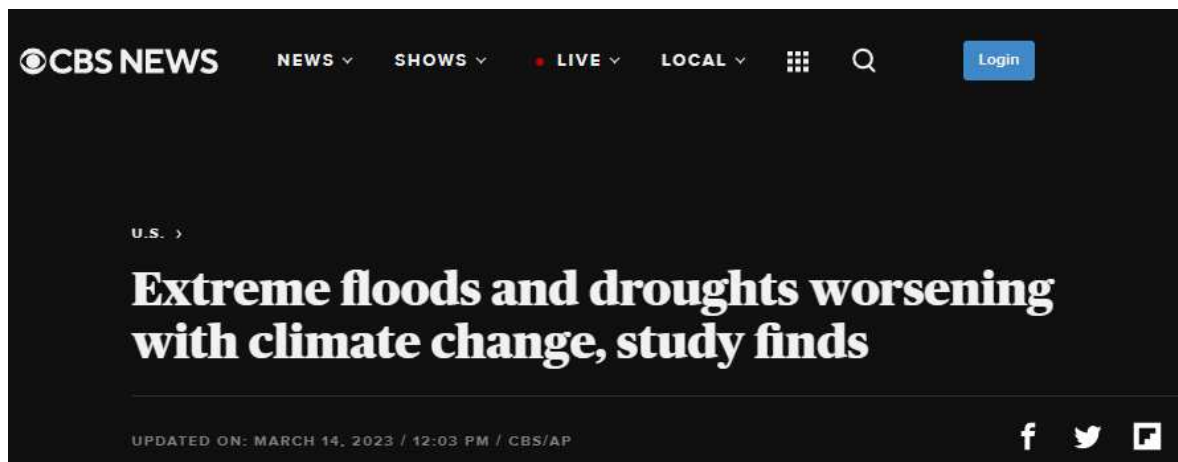 CBS NEWS NEWS SHOWS LIVE LOCAL Login
U.S. ›
Extreme floods and droughts worsening
with climate change, study finds
UPDATED ON: MARCH 14, 2023 / 12:03 PM / CBS/AP